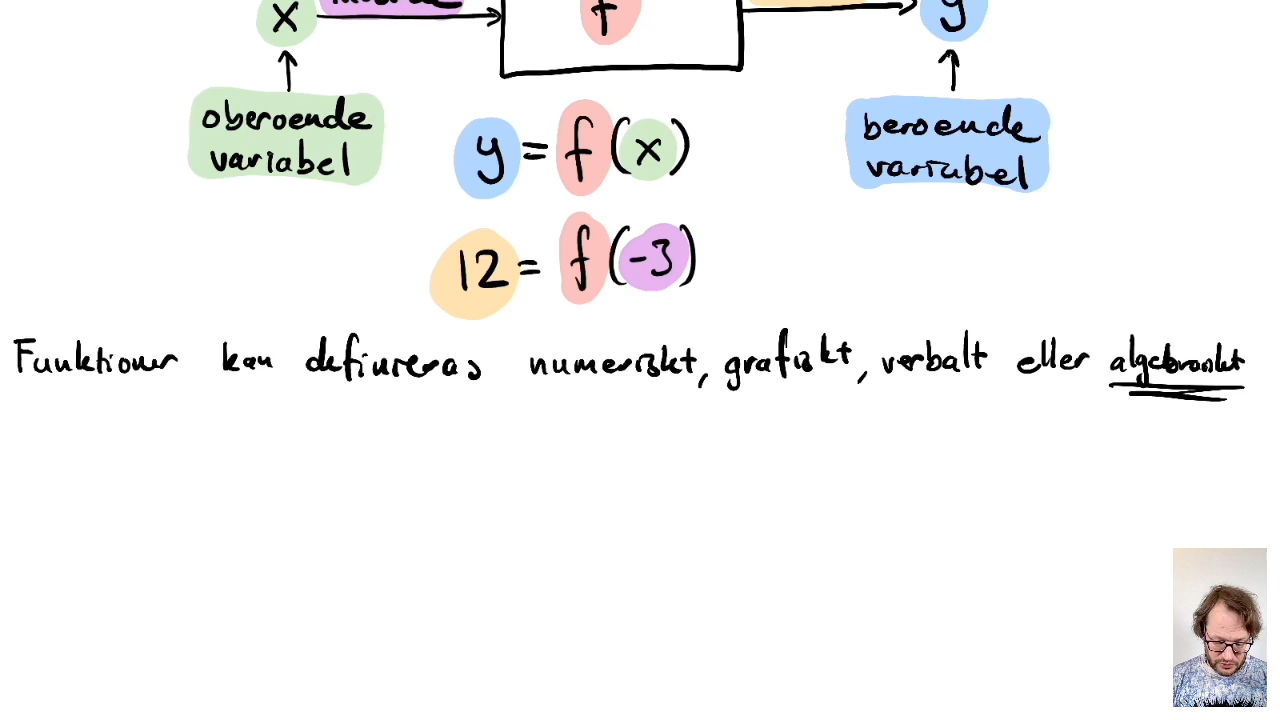 x f y
oberoende
variabel
beroende
variabel
y = f(x)
12 = f(-3)
Funktioner kan definieras numeriskt, grafiskt, verbalt eller algebraiskt